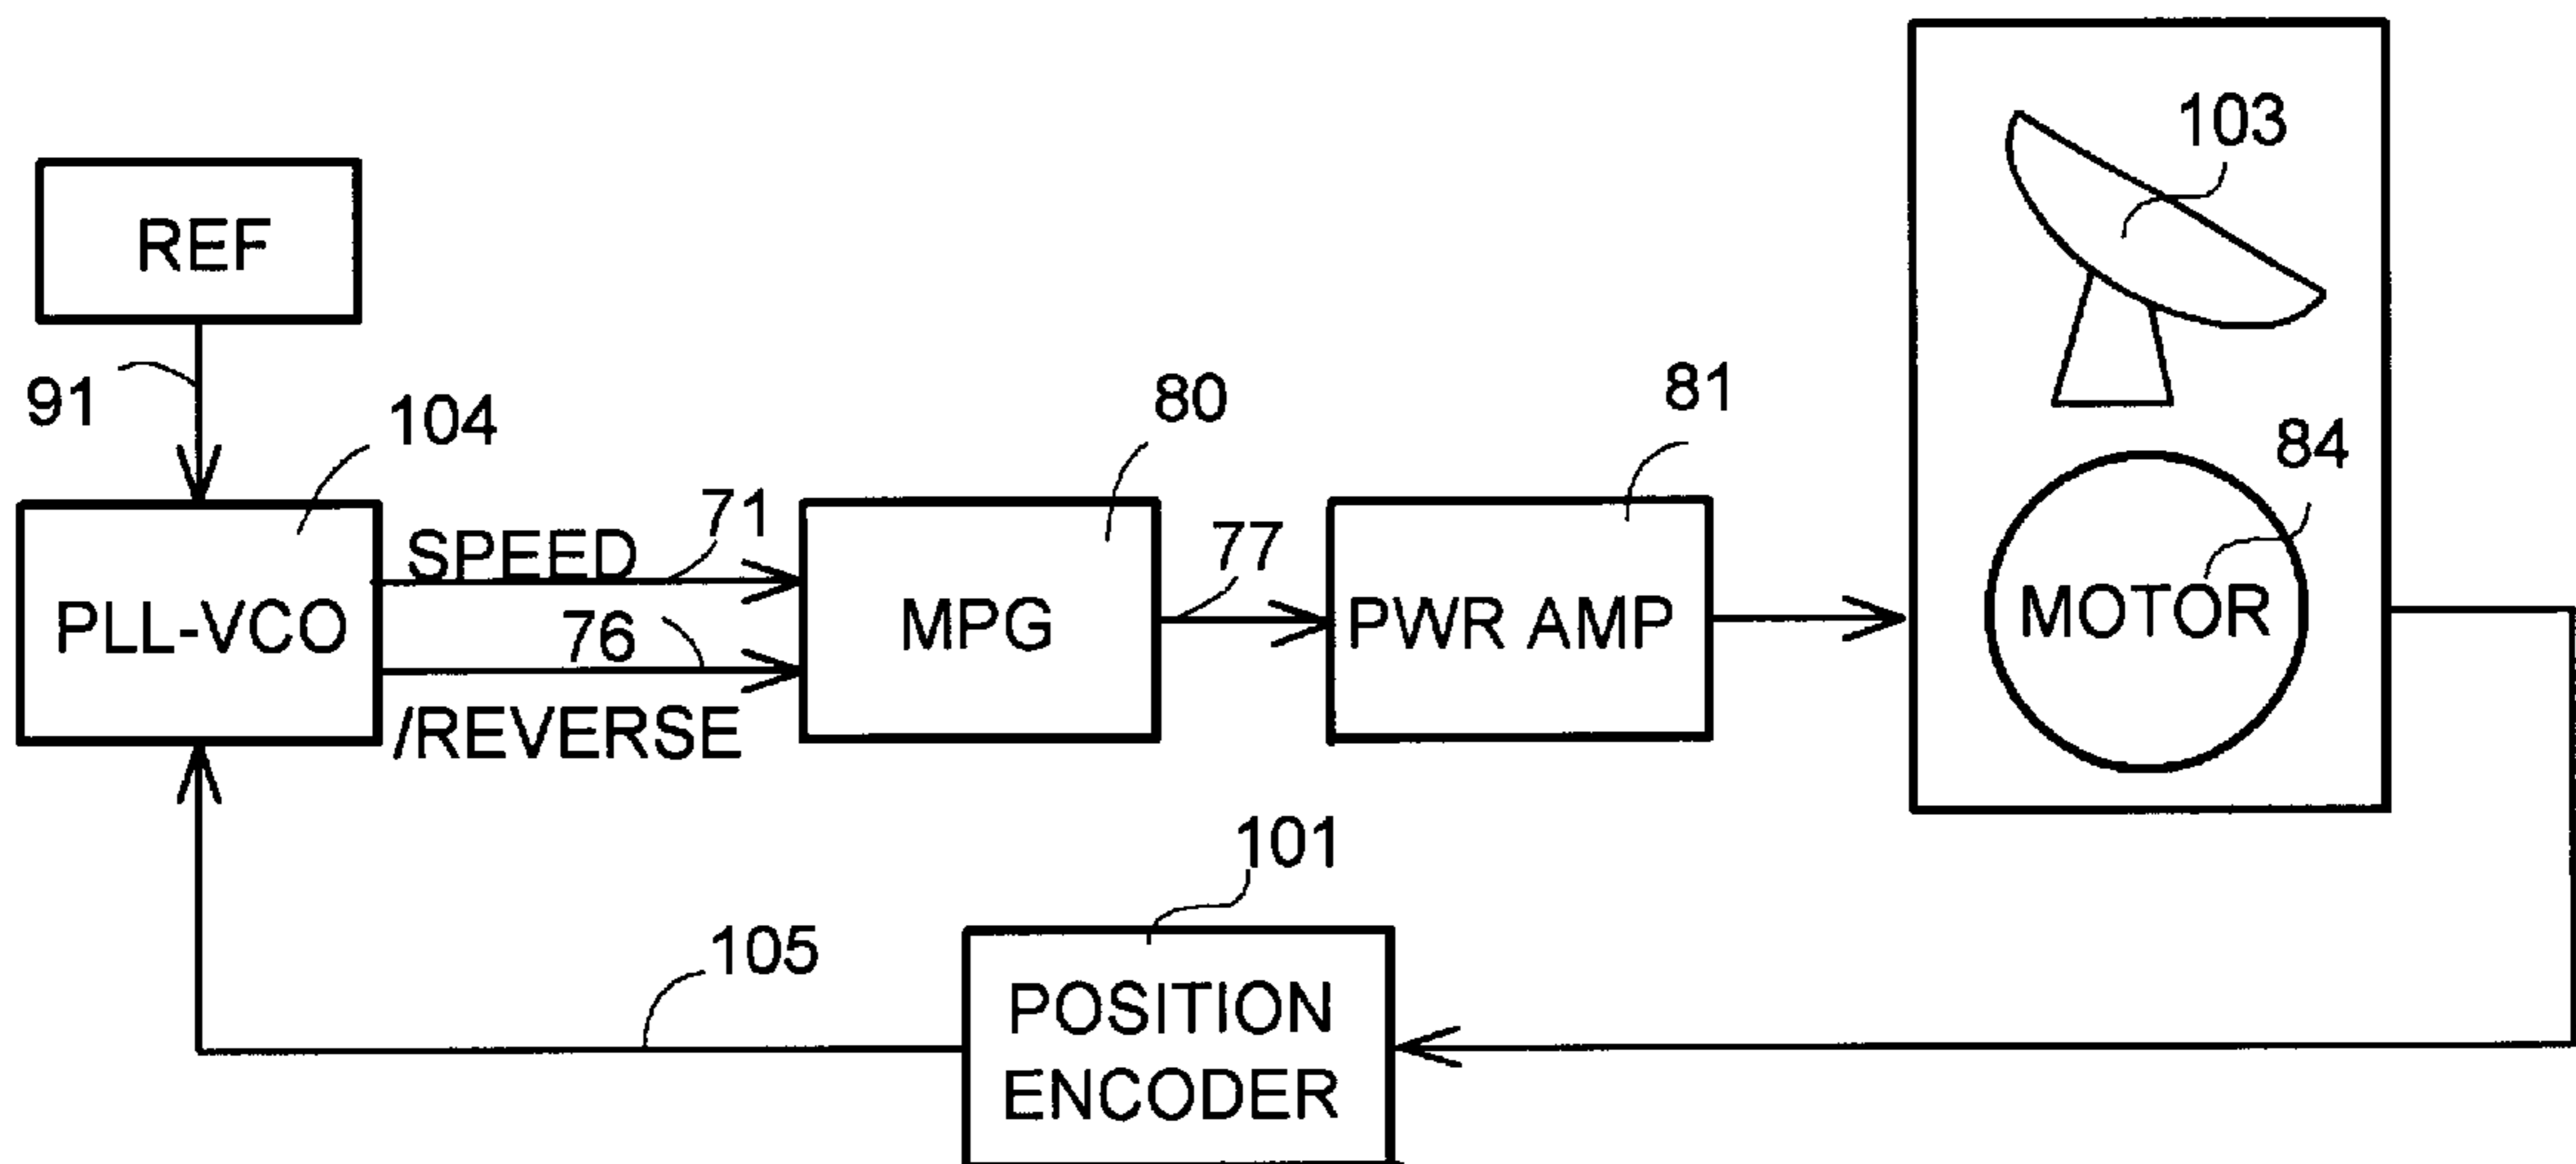 103
REF
91
104
80
81
84
SPEED
71
76
/REVERSE
77
PLL-VCO
MPG
PWR AMP
MOTOR
101
105
POSITION
ENCODER